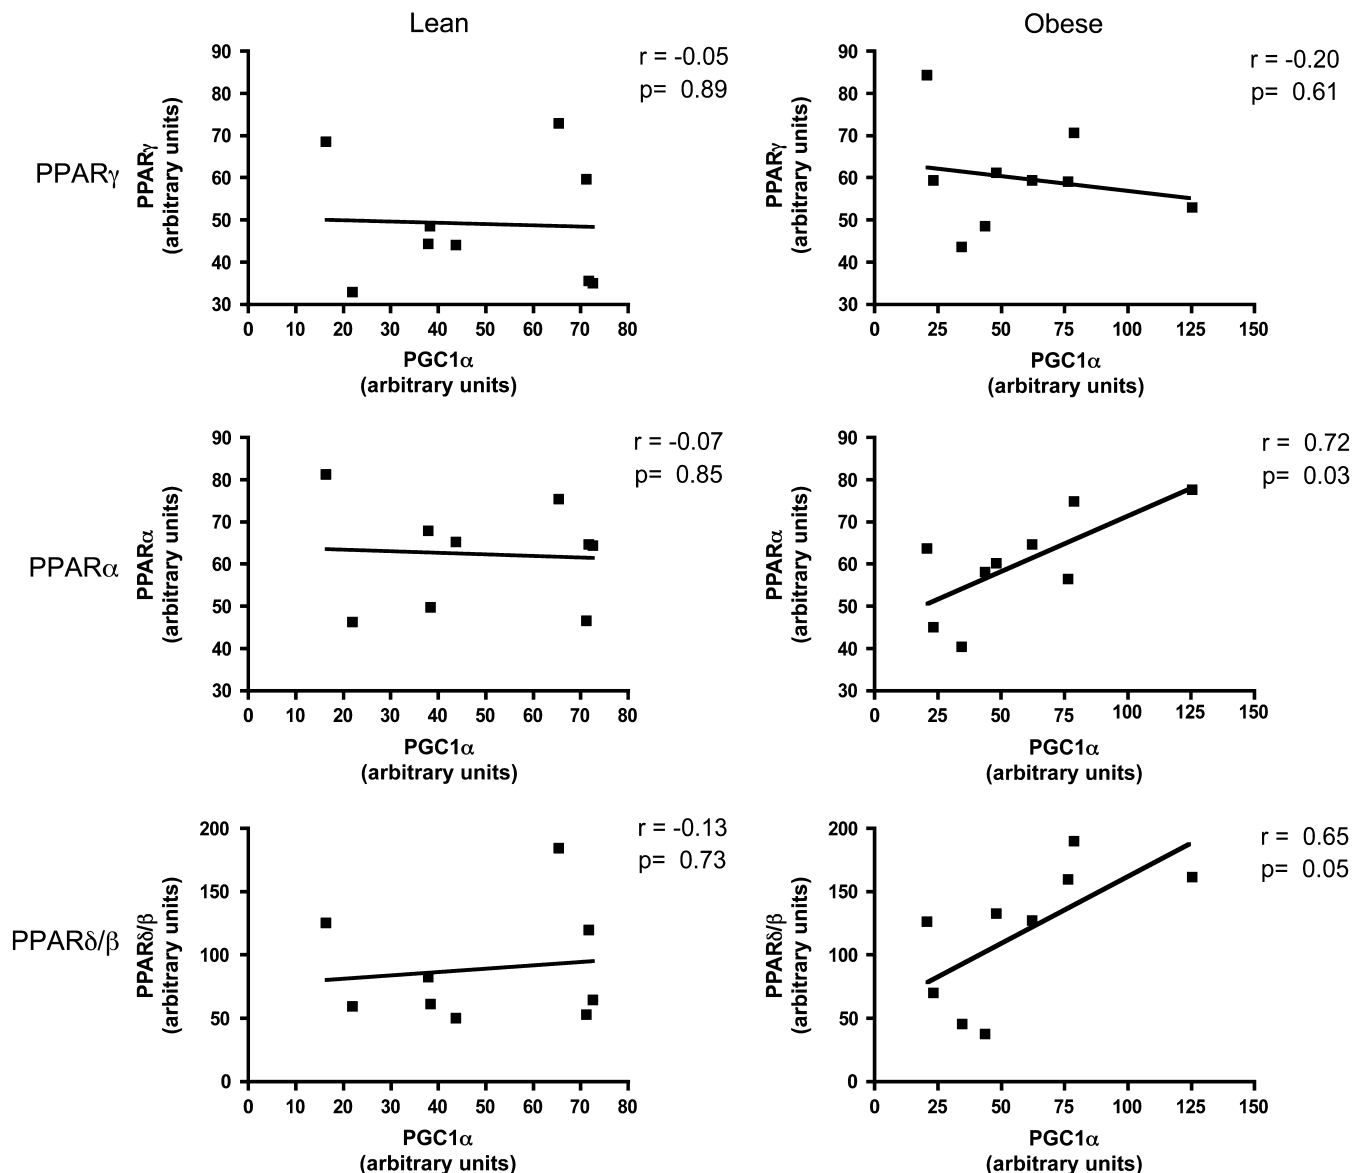 Lean
Obese
r = -0.05
p= 0.89
r = -0.20
p= 0.61
PPARγ
PPARγ
(arbitrary units)
90
80
70
60
50
40
30
0 10 20 30 40 50 60 70 80
PGC1α
(arbitrary units)
PPARγ
(arbitrary units)
90
80
70
60
50
40
30
0 25 50 75 100 125 150
PGC1α
(arbitrary units)
r = -0.07
p= 0.85
r = 0.72
p= 0.03
PPARα
PPARα
(arbitrary units)
90
80
70
60
50
40
30
0 10 20 30 40 50 60 70 80
PGC1α
(arbitrary units)
PPARα
(arbitrary units)
90
80
70
60
50
40
30
0 25 50 75 100 125 150
PGC1α
(arbitrary units)
r = -0.13
p= 0.73
r = 0.65
p= 0.05
PPARδ/β
PPARδ/β
(arbitrary units)
200
150
100
50
0
0 10 20 30 40 50 60 70 80
PGC1α
(arbitrary units)
PPARδ/β
(arbitrary units)
200
150
100
50
0
0 25 50 75 100 125 150
PGC1α
(arbitrary units)